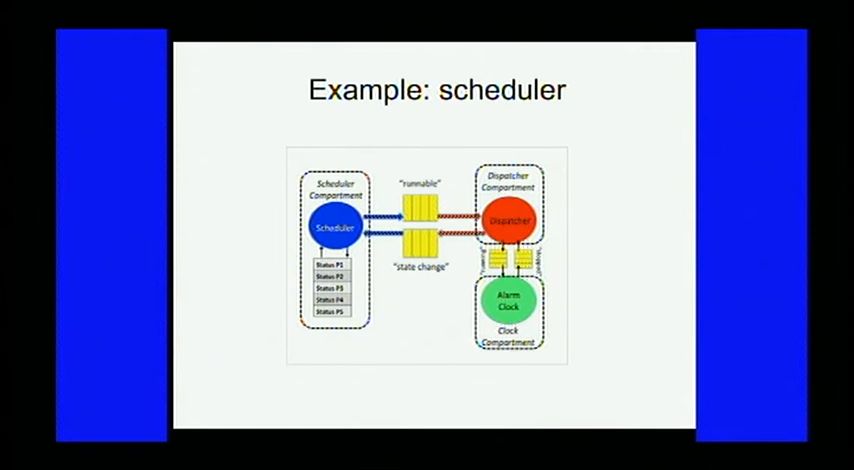 Example: scheduler
Scheduler
Compartment
"runnable"
Dispatcher
Compartment
Scheduler
Dispatcher
"state change"
Status P1
Status P2
Status P3
Status P4
Status P5
Alarm
Clock
Clock
Compartment